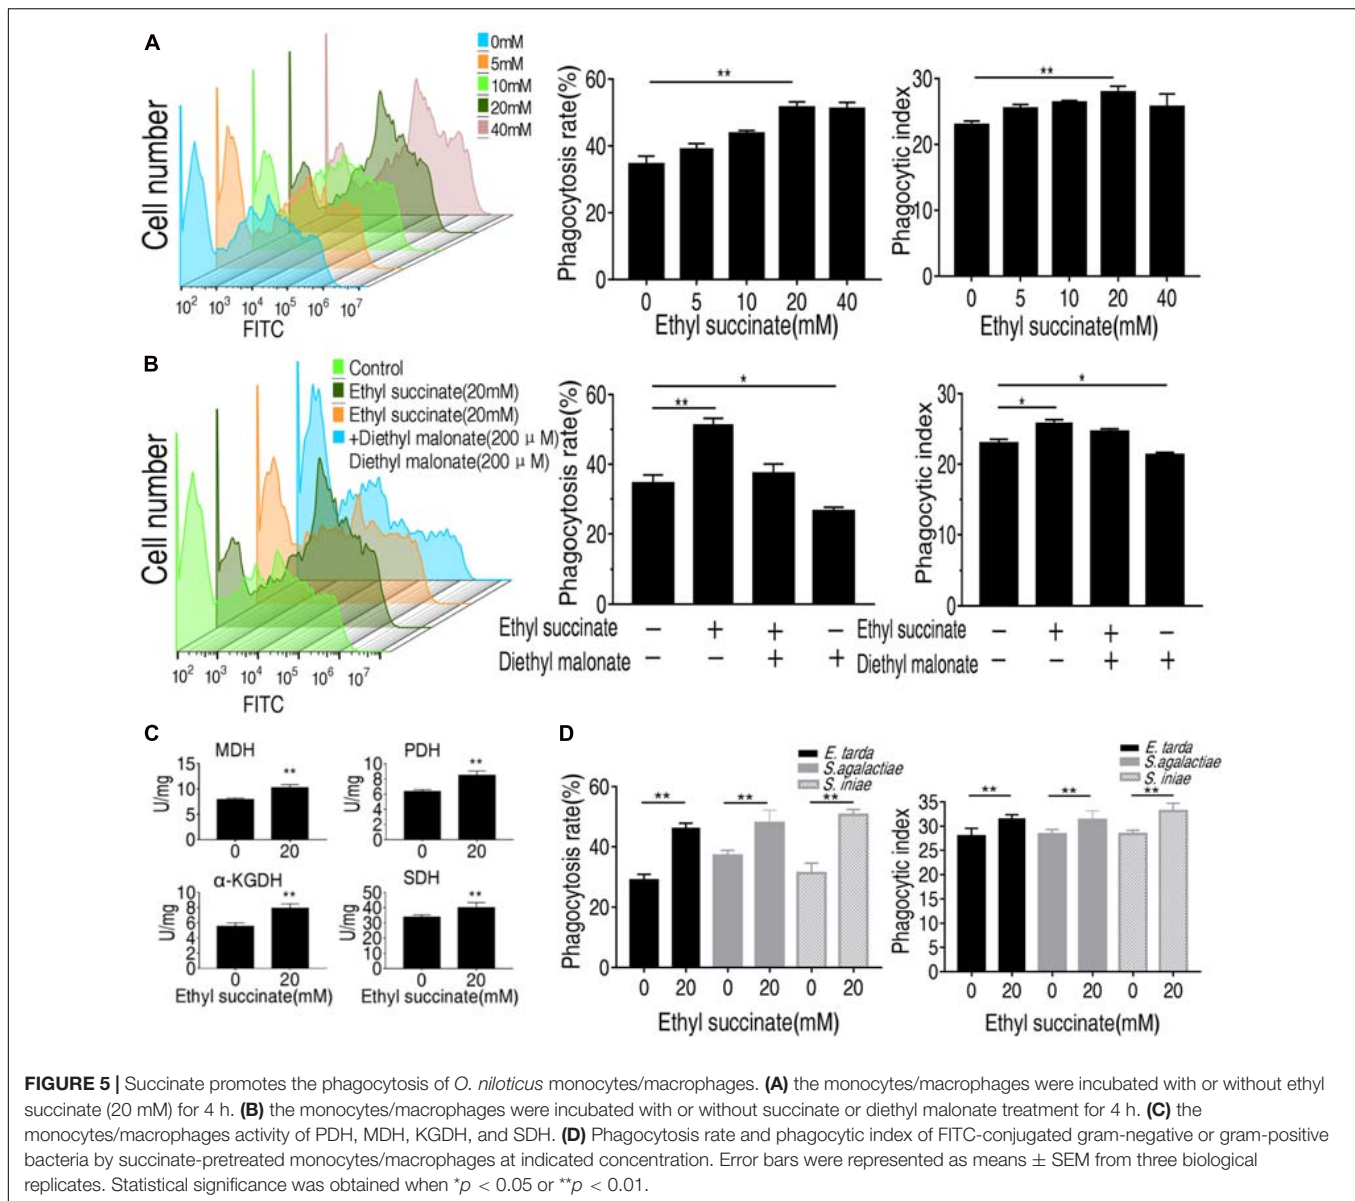 A
0mM
5mM
10mM
20mM
40mM
Cell number
10² 10³ 10⁴ 10⁵ 10⁶ 10⁷
FITC
Phagocytosis rate(%)
60
40
20
0
0 5 10 20 40
Ethyl succinate(mM)
**
Phagocytic index
30
20
10
0
0 5 10 20 40
Ethyl succinate(mM)
**
B
Control
Ethyl succinate(20mM)
Ethyl succinate(20mM)
+Diethyl malonate(200 μ M)
Diethyl malonate(200 μ M)
Cell number
10² 10³ 10⁴ 10⁵ 10⁶ 10⁷
FITC
Phagocytosis rate(%)
60
40
20
0
*
**
Ethyl succinate − + + −
Diethyl malonate − − + +
Phagocytic index
30
20
10
0
*
*
Ethyl succinate − + + −
Diethyl malonate − − + +
C
MDH
U/mg
15
10
5
0
**
0 20
PDH
U/mg
10
8
6
4
2
0
**
0 20
α-KGDH
U/mg
10
8
6
4
2
0
**
0 20
Ethyl succinate(mM)
SDH
U/mg
50
40
30
20
10
0
**
0 20
Ethyl succinate(mM)
D
E. tarda
S.agalactiae
S. iniae
Phagocytosis rate(%)
60
40
20
0
** ** **
0 20 0 20 0 20
Ethyl succinate(mM)
E. tarda
S.agalactiae
S. iniae
Phagocytic index
35
30
25
20
15
10
5
0
** ** **
0 20 0 20 0 20
Ethyl succinate(mM)
FIGURE 5 | Succinate promotes the phagocytosis of O. niloticus monocytes/macrophages. (A) the monocytes/macrophages were incubated with or without ethyl
succinate (20 mM) for 4 h. (B) the monocytes/macrophages were incubated with or without succinate or diethyl malonate treatment for 4 h. (C) the
monocytes/macrophages activity of PDH, MDH, KGDH, and SDH. (D) Phagocytosis rate and phagocytic index of FITC-conjugated gram-negative or gram-positive
bacteria by succinate-pretreated monocytes/macrophages at indicated concentration. Error bars were represented as means ± SEM from three biological
replicates. Statistical significance was obtained when *p < 0.05 or **p < 0.01.